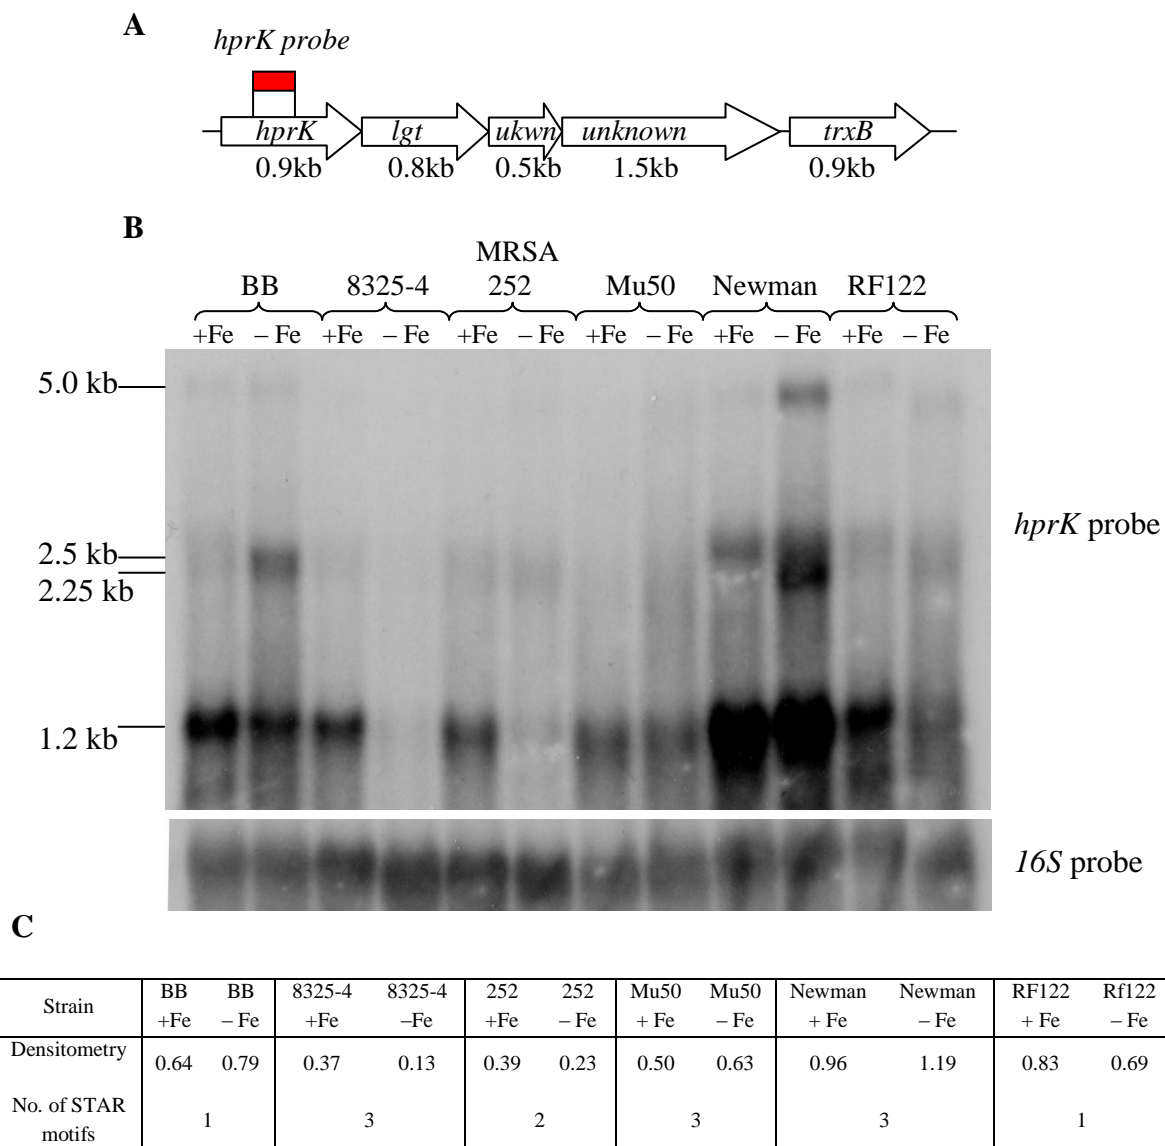 A
hprK probe
hprK lgt ukwn unknown trxB
0.9kb 0.8kb 0.5kb 1.5kb 0.9kb
B
MRSA
BB 8325-4 252 Mu50 Newman RF122
+Fe – Fe +Fe – Fe +Fe – Fe +Fe – Fe +Fe – Fe +Fe – Fe
5.0 kb
hprK probe
2.5 kb
2.25 kb
1.2 kb
16S probe
C
Strain BB BB 8325-4 8325-4 252 252 Mu50 Mu50 Newman Newman RF122 Rf122
+Fe – Fe +Fe –Fe +Fe – Fe + Fe – Fe + Fe – Fe + Fe – Fe
Densitometry 0.64 0.79 0.37 0.13 0.39 0.23 0.50 0.63 0.96 1.19 0.83 0.69
No. of STAR
motifs 1 3 2 3 3 1